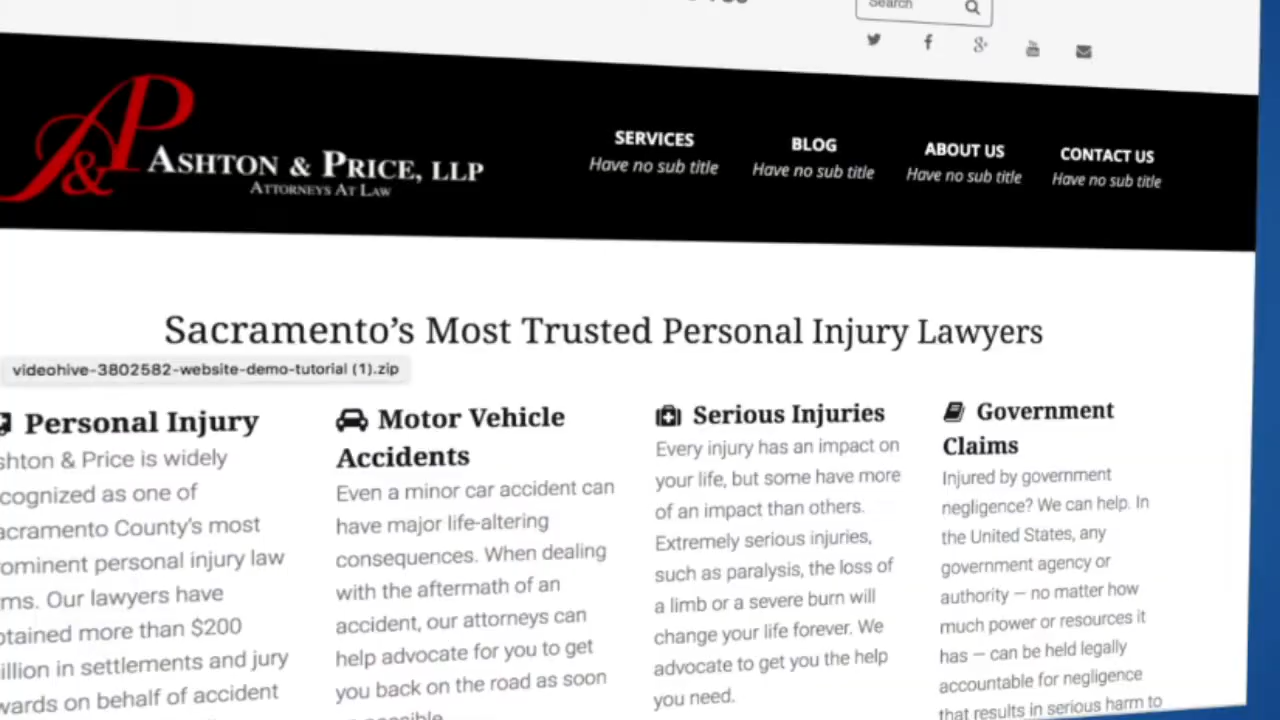 Search
A&P ASHTON & PRICE, LLP
ATTORNEYS AT LAW
SERVICES
Have no sub title
BLOG
Have no sub title
ABOUT US
Have no sub title
CONTACT US
Have no sub title
Sacramento's Most Trusted Personal Injury Lawyers
videohive-3802582-website-demo-tutorial (1).zip
Personal Injury
shton & Price is widely
cognized as one of
acramento County's most
ominent personal injury law
ms. Our lawyers have
otained more than $200
illion in settlements and jury
wards on behalf of accident
Motor Vehicle
Accidents
Even a minor car accident can
have major life-altering
consequences. When dealing
with the aftermath of an
accident, our attorneys can
help advocate for you to get
you back on the road as soon
Serious Injuries
Every injury has an impact on
your life, but some have more
of an impact than others.
Extremely serious injuries,
such as paralysis, the loss of
a limb or a severe burn will
change your life forever. We
advocate to get you the help
you need.
Government
Claims
Injured by government
negligence? We can help. In
the United States, any
government agency or
authority — no matter how
much power or resources it
has — can be held legally
accountable for negligence
that results in serious harm to